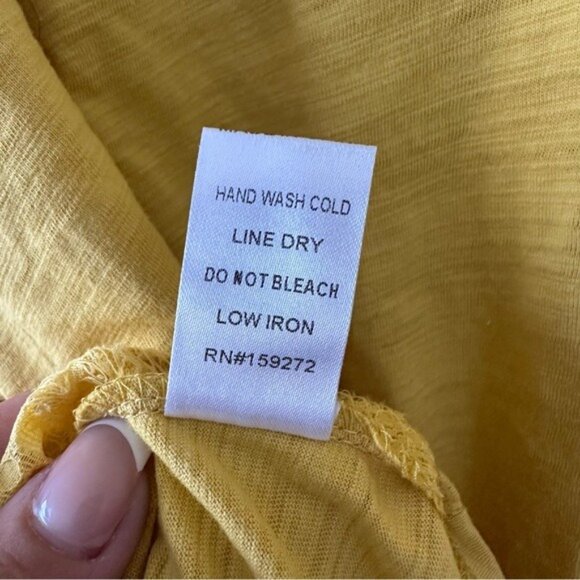 HAND WASH COLD
LINE DRY
DO NOT BLEACH
LOW IRON
RN#159272